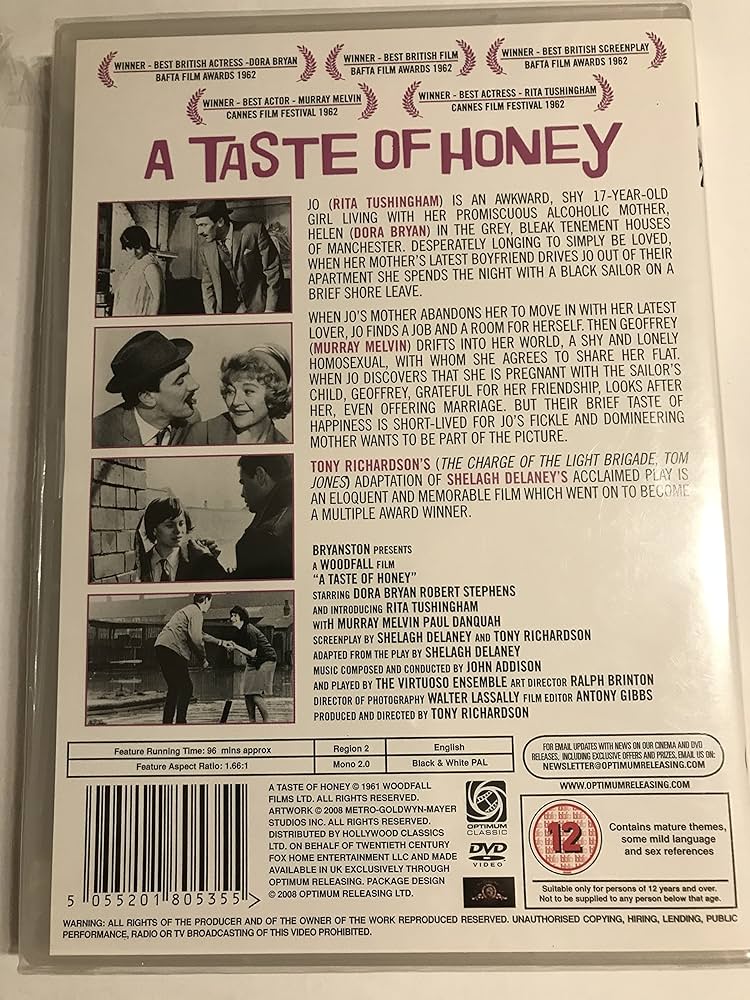 WINNER - BEST BRITISH ACTRESS -DORA BRYAN
BAFTA FILM AWARDS 1962
WINNER - BEST BRITISH FILM
BAFTA FILM AWARDS 1962
WINNER - BEST BRITISH SCREENPLAY
BAFTA FILM AWARDS 1962
WINNER - BEST ACTOR - MURRAY MELVIN
CANNES FILM FESTIVAL 1962
WINNER - BEST ACTRESS - RITA TUSHINGHAM
CANNES FILM FESTIVAL 1962
A TASTE OF HONEY
JO (RITA TUSHINGHAM) IS AN AWKWARD, SHY 17-YEAR-OLD
GIRL LIVING WITH HER PROMISCUOUS ALCOHOLIC MOTHER,
HELEN (DORA BRYAN) IN THE GREY, BLEAK TENEMENT HOUSES
OF MANCHESTER. DESPERATELY LONGING TO SIMPLY BE LOVED,
WHEN HER MOTHER'S LATEST BOYFRIEND DRIVES JO OUT OF THEIR
APARTMENT SHE SPENDS THE NIGHT WITH A BLACK SAILOR ON A
BRIEF SHORE LEAVE.
WHEN JO'S MOTHER ABANDONS HER TO MOVE IN WITH HER LATEST
LOVER, JO FINDS A JOB AND A ROOM FOR HERSELF. THEN GEOFFREY
(MURRAY MELVIN) DRIFTS INTO HER WORLD, A SHY AND LONELY
HOMOSEXUAL, WITH WHOM SHE AGREES TO SHARE HER FLAT.
WHEN JO DISCOVERS THAT SHE IS PREGNANT WITH THE SAILOR'S
CHILD, GEOFFREY, GRATEFUL FOR HER FRIENDSHIP, LOOKS AFTER
HER, EVEN OFFERING MARRIAGE. BUT THEIR BRIEF TASTE OF
HAPPINESS IS SHORT-LIVED FOR JO'S FICKLE AND DOMINEERING
MOTHER WANTS TO BE PART OF THE PICTURE.
TONY RICHARDSON'S (THE CHARGE OF THE LIGHT BRIGADE, TOM
JONES) ADAPTATION OF SHELAGH DELANEY'S ACCLAIMED PLAY IS
AN ELOQUENT AND MEMORABLE FILM WHICH WENT ON TO BECOME
A MULTIPLE AWARD WINNER.
BRYANSTON PRESENTS
A WOODFALL FILM
"A TASTE OF HONEY"
STARRING DORA BRYAN ROBERT STEPHENS
AND INTRODUCING RITA TUSHINGHAM
WITH MURRAY MELVIN PAUL DANQUAH
SCREENPLAY BY SHELAGH DELANEY AND TONY RICHARDSON
ADAPTED FROM THE PLAY BY SHELAGH DELANEY
MUSIC COMPOSED AND CONDUCTED BY JOHN ADDISON
AND PLAYED BY THE VIRTUOSO ENSEMBLE ART DIRECTOR RALPH BRINTON
DIRECTOR OF PHOTOGRAPHY WALTER LASSALLY FILM EDITOR ANTONY GIBBS
PRODUCED AND DIRECTED BY TONY RICHARDSON
Feature Running Time: 96 mins approx
Region 2
English
Feature Aspect Ratio: 1.66:1
Mono 2.0
Black & White PAL
FOR EMAIL UPDATES WITH NEWS ON OUR CINEMA AND DVD
RELEASES, INCLUDING EXCLUSIVE OFFERS AND PRIZES, EMAIL US ON:
NEWSLETTER@OPTIMUMRELEASING.COM
WWW.OPTIMUMRELEASING.COM
A TASTE OF HONEY © 1961 WOODFALL
FILMS LTD. ALL RIGHTS RESERVED.
ARTWORK © 2008 METRO-GOLDWYN-MAYER
STUDIOS INC. ALL RIGHTS RESERVED.
DISTRIBUTED BY HOLLYWOOD CLASSICS
LTD. ON BEHALF OF TWENTIETH CENTURY
FOX HOME ENTERTAINMENT LLC AND MADE
AVAILABLE IN UK EXCLUSIVELY THROUGH
OPTIMUM RELEASING. PACKAGE DESIGN
© 2008 OPTIMUM RELEASING LTD.
OPTIMUM
CLASSIC
DVD
VIDEO
12
Contains mature themes,
some mild language
and sex references
Suitable only for persons of 12 years and over.
Not to be supplied to any person below that age.
5 055201 805355 >
WARNING: ALL RIGHTS OF THE PRODUCER AND OF THE OWNER OF THE WORK REPRODUCED RESERVED. UNAUTHORISED COPYING, HIRING, LENDING, PUBLIC
PERFORMANCE, RADIO OR TV BROADCASTING OF THIS VIDEO PROHIBITED.